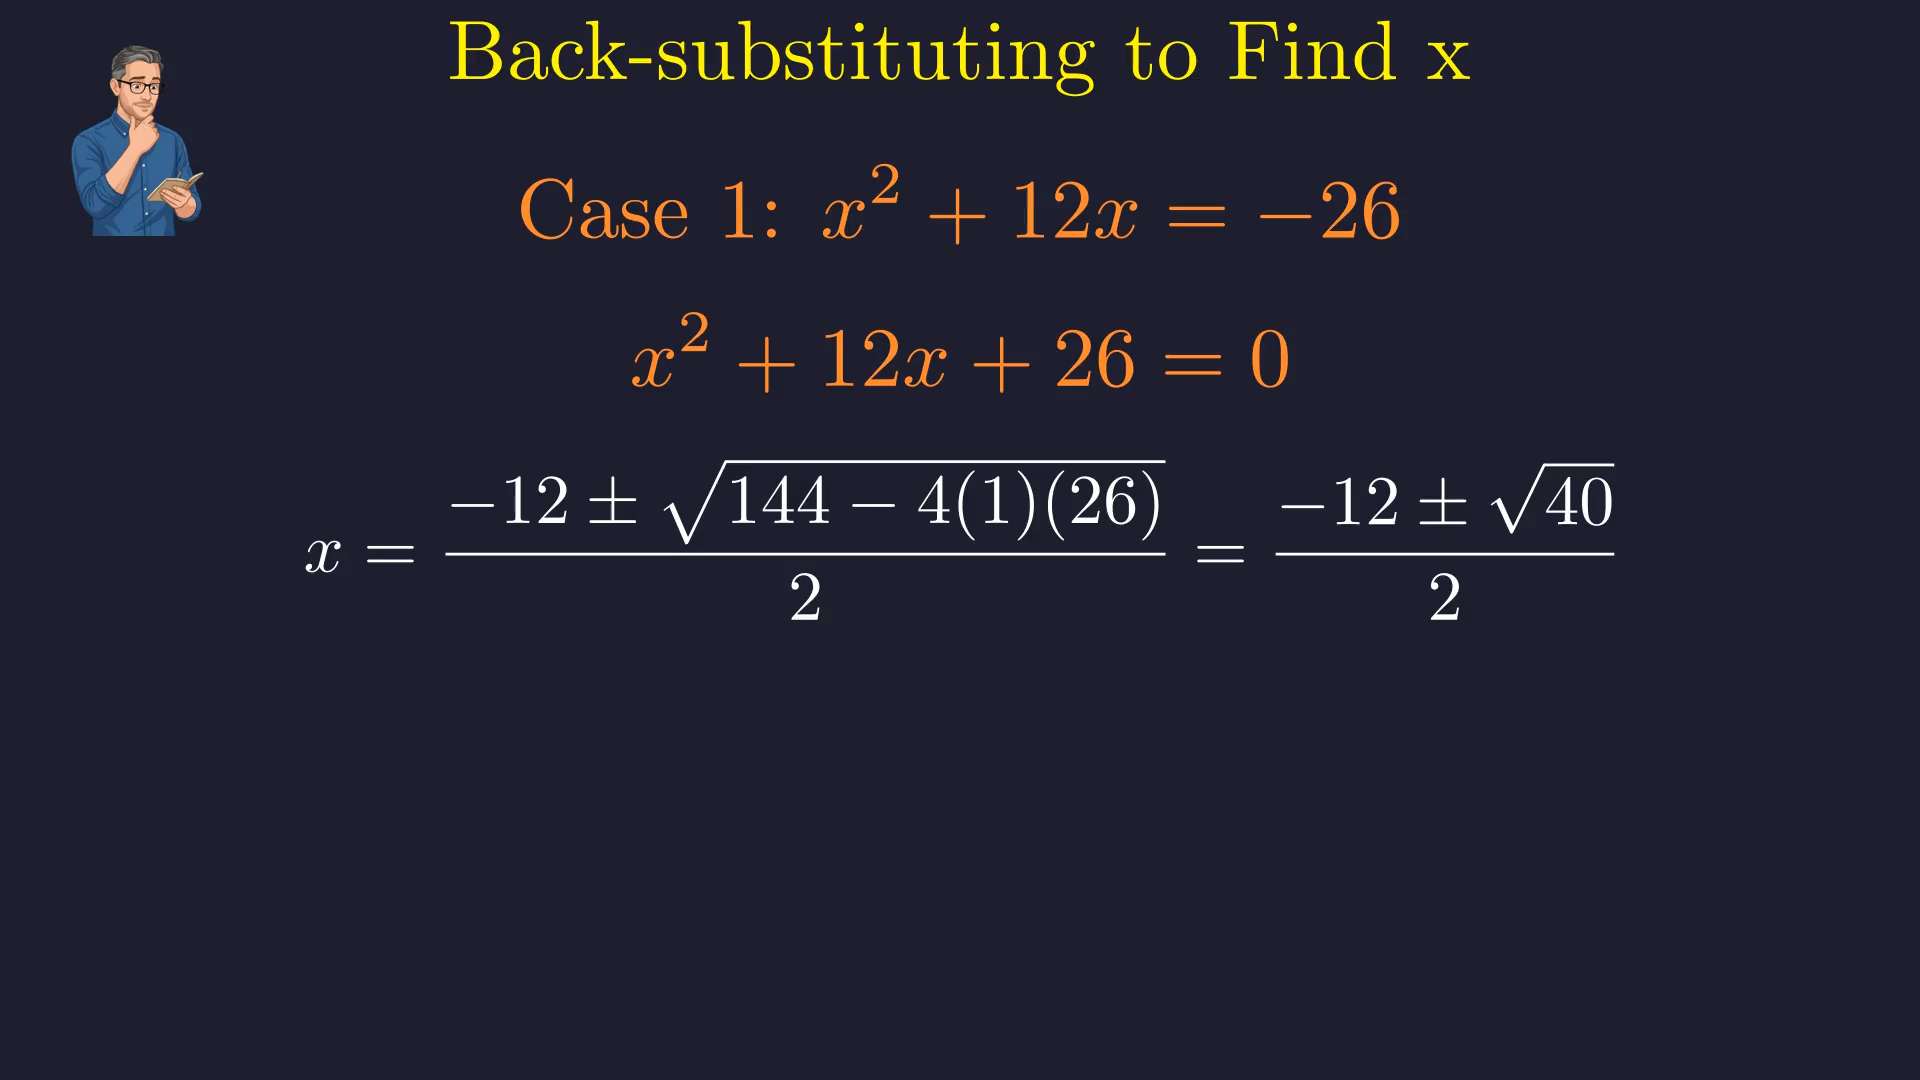 Back-substituting to Find x
Case 1: x² + 12x = −26
x² + 12x + 26 = 0
x = (−12 ± √(144 − 4(1)(26)))/2 = (−12 ± √40)/2